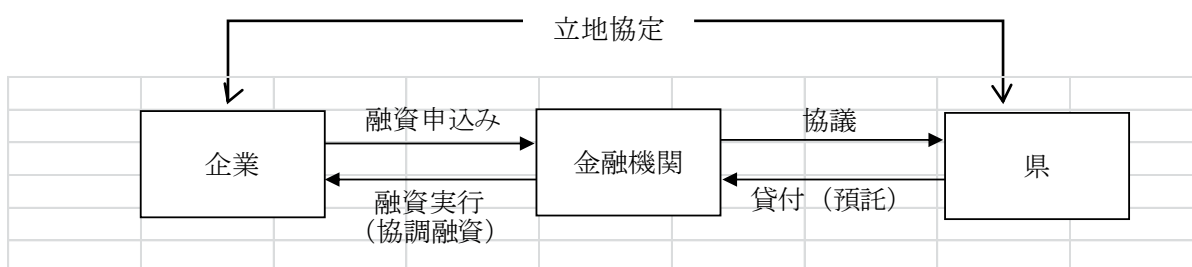 立地協定
融資申込み
協議
企業
金融機関
県
融資実行
(協調融資)
貸付（預託）